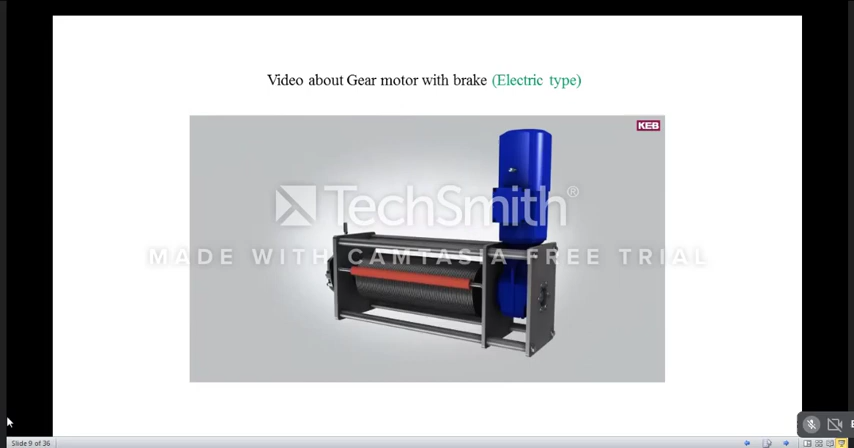 Video about Gear motor with brake (Electric type)
KEB
TechSmith®
MADE WITH CAMTASIA FREE TRIAL
Slide 9 of 36